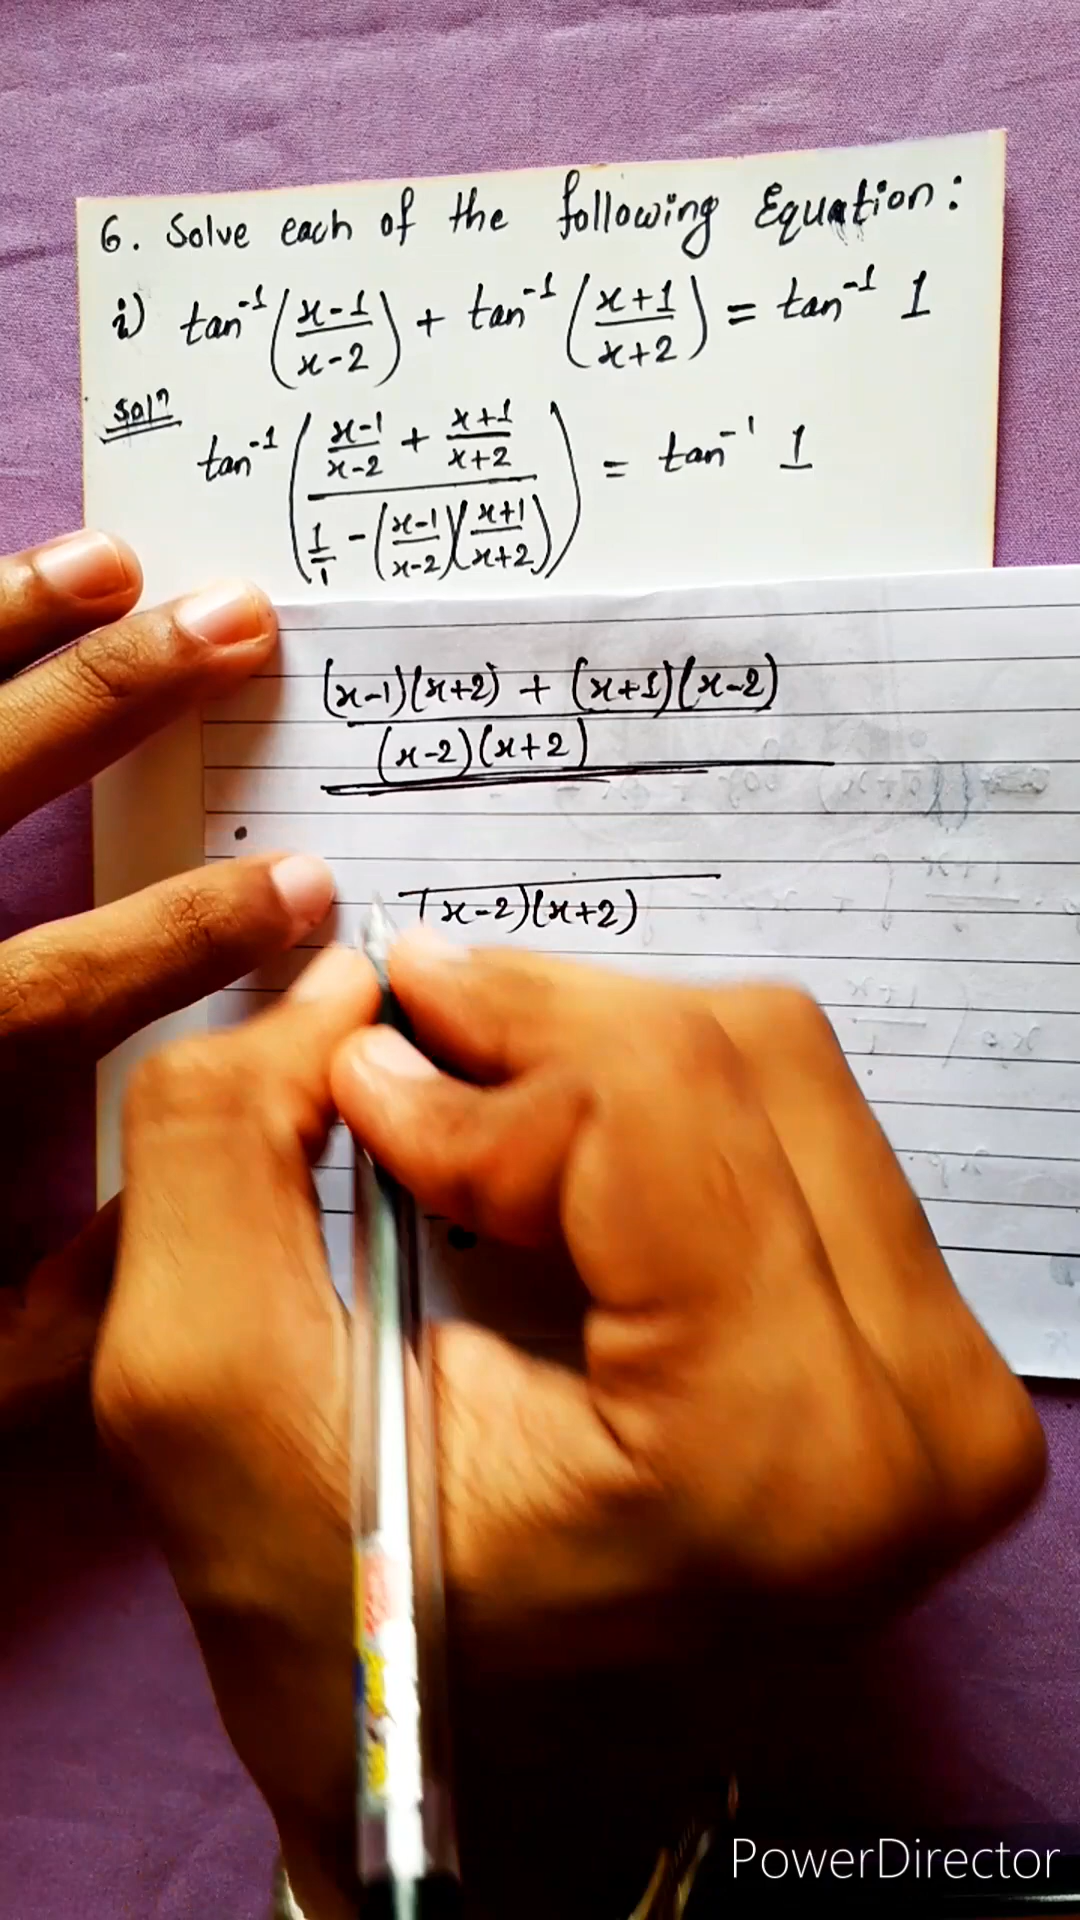 6. Solve each of the following Equation:
i) tan⁻¹ (x-1/x-2) + tan⁻¹ (x+1/x+2) = tan⁻¹ 1
Solⁿ
tan⁻¹ ((x-1/x-2 + x+1/x+2) / (1/1 - (x-1/x-2)(x+1/x+2))) = tan⁻¹ 1
(x-1)(x+2) + (x+1)(x-2)
(x-2)(x+2)
(x-2)(x+2)
PowerDirector